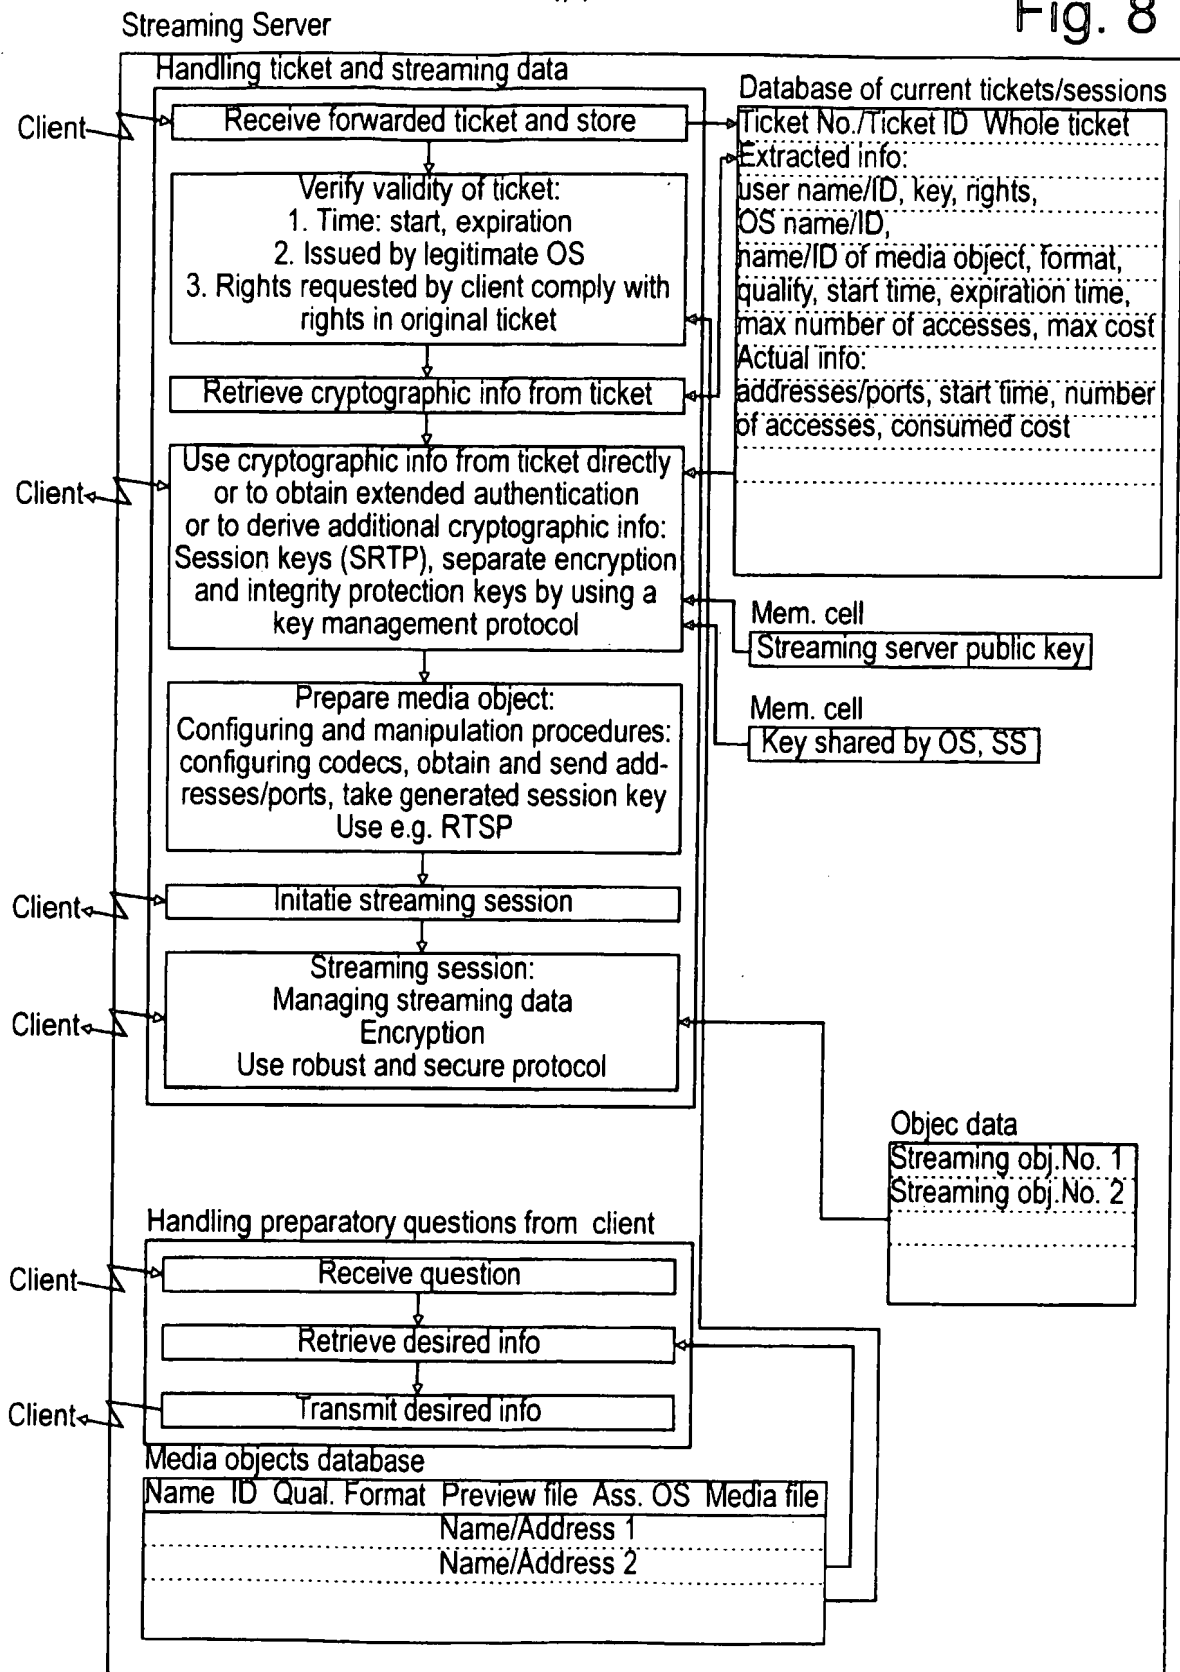 Fig. 8
Streaming Server
Handling ticket and streaming data
Client
Receive forwarded ticket and store
Verify validity of ticket:
1. Time: start, expiration
2. Issued by legitimate OS
3. Rights requested by client comply with
rights in original ticket
Retrieve cryptographic info from ticket
Client
Use cryptographic info from ticket directly
or to obtain extended authentication
or to derive additional cryptographic info:
Session keys (SRTP), separate encryption
and integrity protection keys by using a
key management protocol
Prepare media object:
Configuring and manipulation procedures:
configuring codecs, obtain and send add-
resses/ports, take generated session key
Use e.g. RTSP
Client
Initatie streaming session
Streaming session:
Managing streaming data
Client
Encryption
Use robust and secure protocol
Database of current tickets/sessions
Ticket No./Ticket ID Whole ticket
Extracted info:
user name/ID, key, rights,
OS name/ID,
name/ID of media object, format,
quality, start time, expiration time,
max number of accesses, max cost
Actual info:
addresses/ports, start time, number
of accesses, consumed cost
Mem. cell
Streaming server public key
Mem. cell
Key shared by OS, SS
Objec data
Streaming obj.No. 1
Streaming obj.No. 2
Handling preparatory questions from client
Client
Receive question
Retrieve desired info
Client
Transmit desired info
Media objects database
Name ID Qual. Format Preview file Ass. OS Media file
Name/Address 1
Name/Address 2